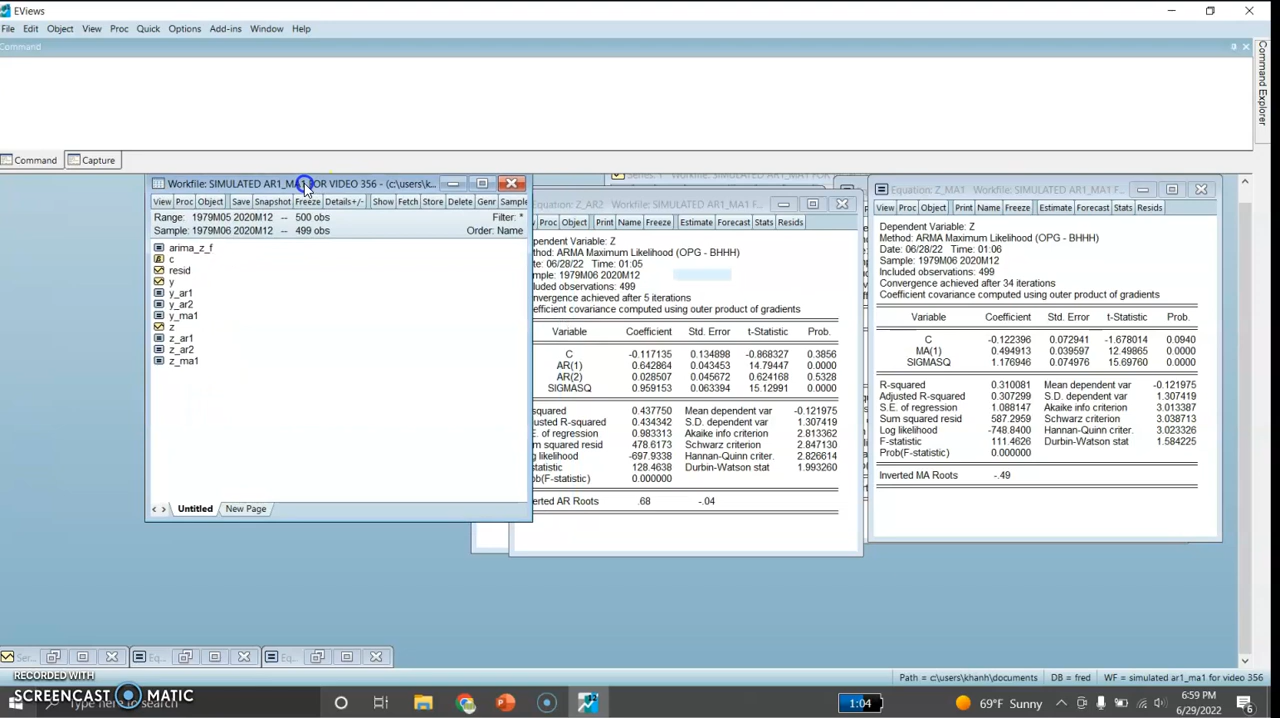 EViews
File Edit Object View Proc Quick Options Add-ins Window Help
Command
Command Explorer
Command Capture
Workfile: SIMULATED AR1_MA1 FOR VIDEO 356 - (c:\users\k...
View Proc Object Save Snapshot Freeze Details+/- Show Fetch Store Delete Genr Sample
Range: 1979M05 2020M12 -- 500 obs Filter: *
Sample: 1979M06 2020M12 -- 499 obs Order: Name
arima_z_f
c
resid
y
y_ar1
y_ar2
y_ma1
z
z_ar1
z_ar2
z_ma1
Untitled New Page
Equation: Z_AR2 Workfile: SIMULATED AR1_MA1 F...
Proc Object Print Name Freeze Estimate Forecast Stats Resids
pendent Variable: Z
ethod: ARMA Maximum Likelihood (OPG - BHHH)
ate: 06/28/22 Time: 01:05
ample: 1979M06 2020M12
cluded observations: 499
nvergence achieved after 5 iterations
efficient covariance computed using outer product of gradients
Variable Coefficient Std. Error t-Statistic Prob.
C -0.117135 0.134898 -0.868327 0.3856
AR(1) 0.642864 0.043453 14.79447 0.0000
AR(2) 0.028507 0.045672 0.624168 0.5328
SIGMASQ 0.959153 0.063394 15.12991 0.0000
squared 0.437750 Mean dependent var -0.121975
justed R-squared 0.434342 S.D. dependent var 1.307419
E. of regression 0.983313 Akaike info criterion 2.813362
m squared resid 478.6173 Schwarz criterion 2.847130
g likelihood -697.9338 Hannan-Quinn criter. 2.826614
statistic 128.4638 Durbin-Watson stat 1.993260
ob(F-statistic) 0.000000
verted AR Roots .68 -.04
Equation: Z_MA1 Workfile: SIMULATED AR1_MA1 F...
View Proc Object Print Name Freeze Estimate Forecast Stats Resids
Dependent Variable: Z
Method: ARMA Maximum Likelihood (OPG - BHHH)
Date: 06/28/22 Time: 01:06
Sample: 1979M06 2020M12
Included observations: 499
Convergence achieved after 34 iterations
Coefficient covariance computed using outer product of gradients
Variable Coefficient Std. Error t-Statistic Prob.
C -0.122396 0.072941 -1.678014 0.0940
MA(1) 0.494913 0.039597 12.49865 0.0000
SIGMASQ 1.176946 0.074976 15.69760 0.0000
R-squared 0.310081 Mean dependent var -0.121975
Adjusted R-squared 0.307299 S.D. dependent var 1.307419
S.E. of regression 1.088147 Akaike info criterion 3.013387
Sum squared resid 587.2959 Schwarz criterion 3.038713
Log likelihood -748.8400 Hannan-Quinn criter. 3.023326
F-statistic 111.4626 Durbin-Watson stat 1.584225
Prob(F-statistic) 0.000000
Inverted MA Roots -.49
Ser... Eq... Eq...
Path = c:\users\khanh\documents DB = fred WF = simulated ar1_ma1 for video 356
RECORDED WITH
SCREENCAST MATIC
Type here to search
1:04
69°F Sunny
6:59 PM
6/29/2022
6